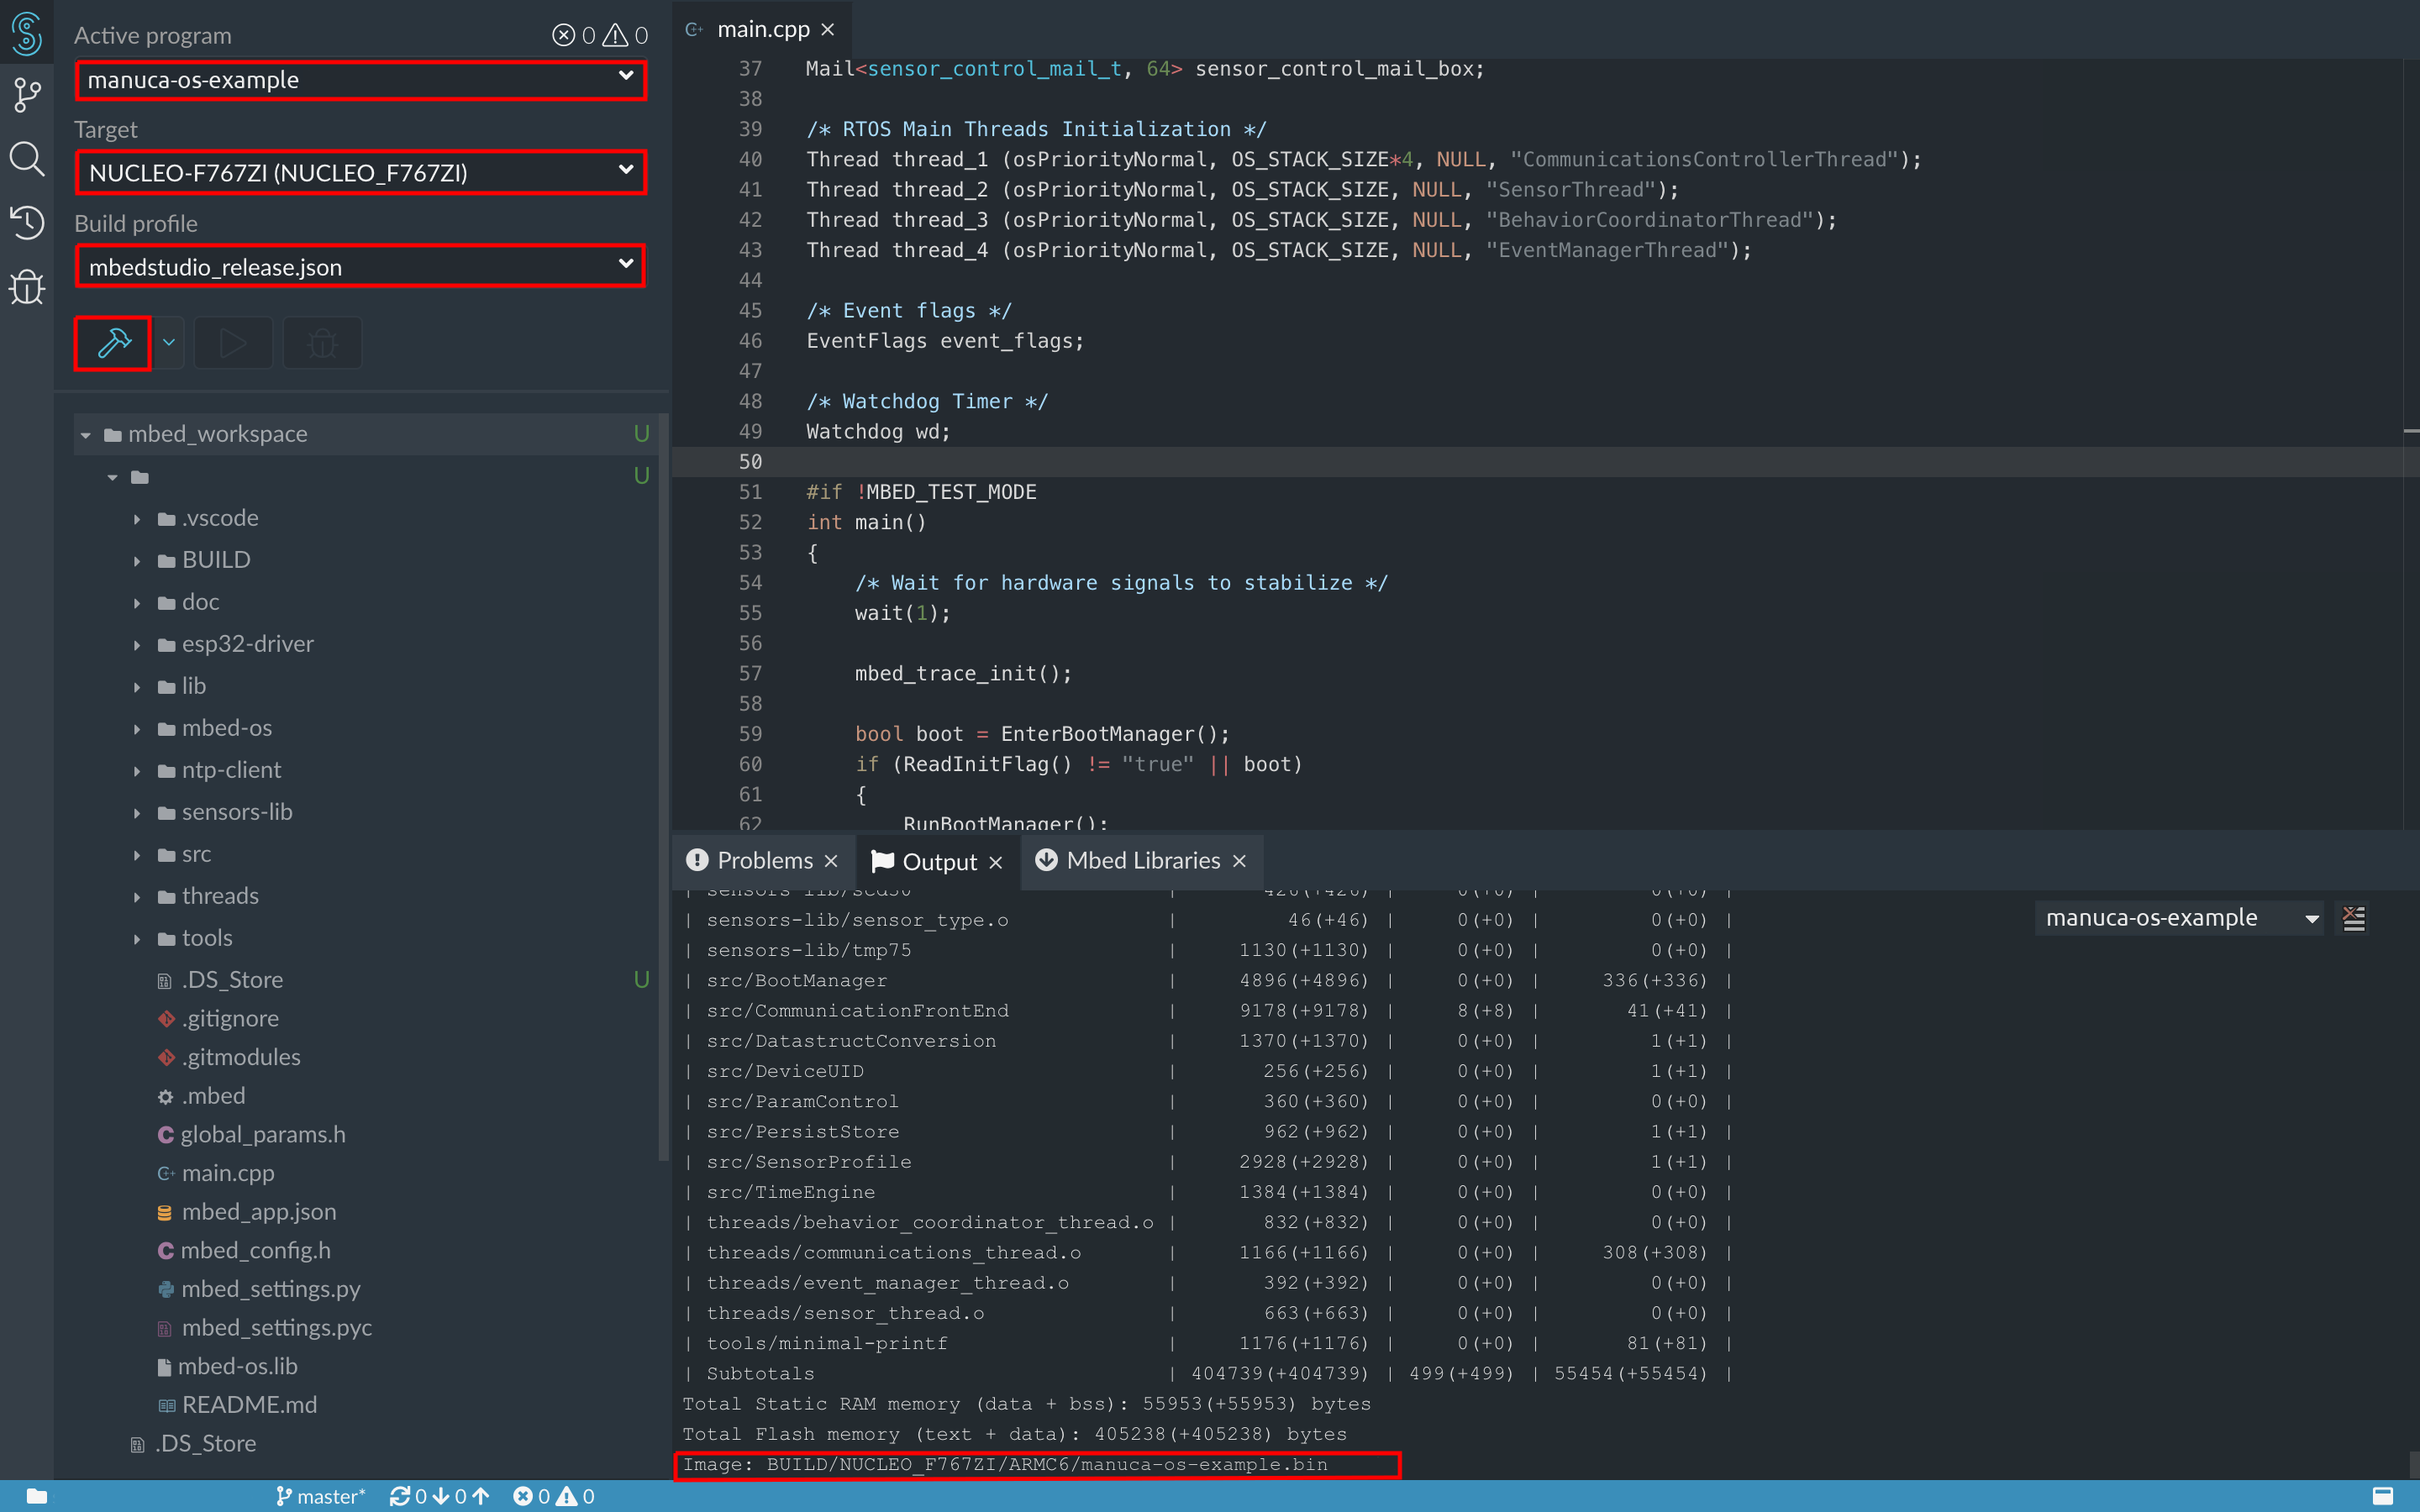 Active program
0 0
manuca-os-example
Target
NUCLEO-F767ZI (NUCLEO_F767ZI)
Build profile
mbedstudio_release.json
mbed_workspace U
U
.vscode
BUILD
doc
esp32-driver
lib
mbed-os
ntp-client
sensors-lib
src
threads
tools
.DS_Store U
.gitignore
.gitmodules
.mbed
global_params.h
main.cpp
mbed_app.json
mbed_config.h
mbed_settings.py
mbed_settings.pyc
mbed-os.lib
README.md
.DS_Store
main.cpp ×
37 Mail<sensor_control_mail_t, 64> sensor_control_mail_box;
38
39 /* RTOS Main Threads Initialization */
40 Thread thread_1 (osPriorityNormal, OS_STACK_SIZE*4, NULL, "CommunicationsControllerThread");
41 Thread thread_2 (osPriorityNormal, OS_STACK_SIZE, NULL, "SensorThread");
42 Thread thread_3 (osPriorityNormal, OS_STACK_SIZE, NULL, "BehaviorCoordinatorThread");
43 Thread thread_4 (osPriorityNormal, OS_STACK_SIZE, NULL, "EventManagerThread");
44
45 /* Event flags */
46 EventFlags event_flags;
47
48 /* Watchdog Timer */
49 Watchdog wd;
50
51 #if !MBED_TEST_MODE
52 int main()
53 {
54 /* Wait for hardware signals to stabilize */
55 wait(1);
56
57 mbed_trace_init();
58
59 bool boot = EnterBootManager();
60 if (ReadInitFlag() != "true" || boot)
61 {
62 RunBootManager();
Problems × Output × Mbed Libraries ×
manuca-os-example
| sensors-lib/scd30 | 426(+426) | 0(+0) | 0(+0) |
| sensors-lib/sensor_type.o | 46(+46) | 0(+0) | 0(+0) |
| sensors-lib/tmp75 | 1130(+1130) | 0(+0) | 0(+0) |
| src/BootManager | 4896(+4896) | 0(+0) | 336(+336) |
| src/CommunicationFrontEnd | 9178(+9178) | 8(+8) | 41(+41) |
| src/DatastructConversion | 1370(+1370) | 0(+0) | 1(+1) |
| src/DeviceUID | 256(+256) | 0(+0) | 1(+1) |
| src/ParamControl | 360(+360) | 0(+0) | 0(+0) |
| src/PersistStore | 962(+962) | 0(+0) | 1(+1) |
| src/SensorProfile | 2928(+2928) | 0(+0) | 1(+1) |
| src/TimeEngine | 1384(+1384) | 0(+0) | 0(+0) |
| threads/behavior_coordinator_thread.o | 832(+832) | 0(+0) | 0(+0) |
| threads/communications_thread.o | 1166(+1166) | 0(+0) | 308(+308) |
| threads/event_manager_thread.o | 392(+392) | 0(+0) | 0(+0) |
| threads/sensor_thread.o | 663(+663) | 0(+0) | 0(+0) |
| tools/minimal-printf | 1176(+1176) | 0(+0) | 81(+81) |
| Subtotals | 404739(+404739) | 499(+499) | 55454(+55454) |
Total Static RAM memory (data + bss): 55953(+55953) bytes
Total Flash memory (text + data): 405238(+405238) bytes
Image: BUILD/NUCLEO_F767ZI/ARMC6/manuca-os-example.bin
master* 0↓ 0↑ 0 0